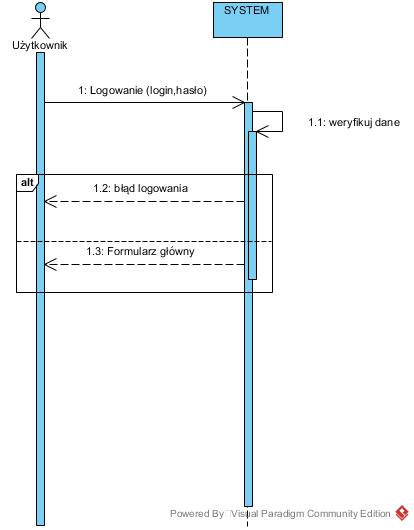 SYSTEM
Użytkownik
1: Logowanie (login,hasło)
1.1: weryfikuj dane
alt
1.2: błąd logowania
1.3: Formularz główny
Powered By Visual Paradigm Community Edition